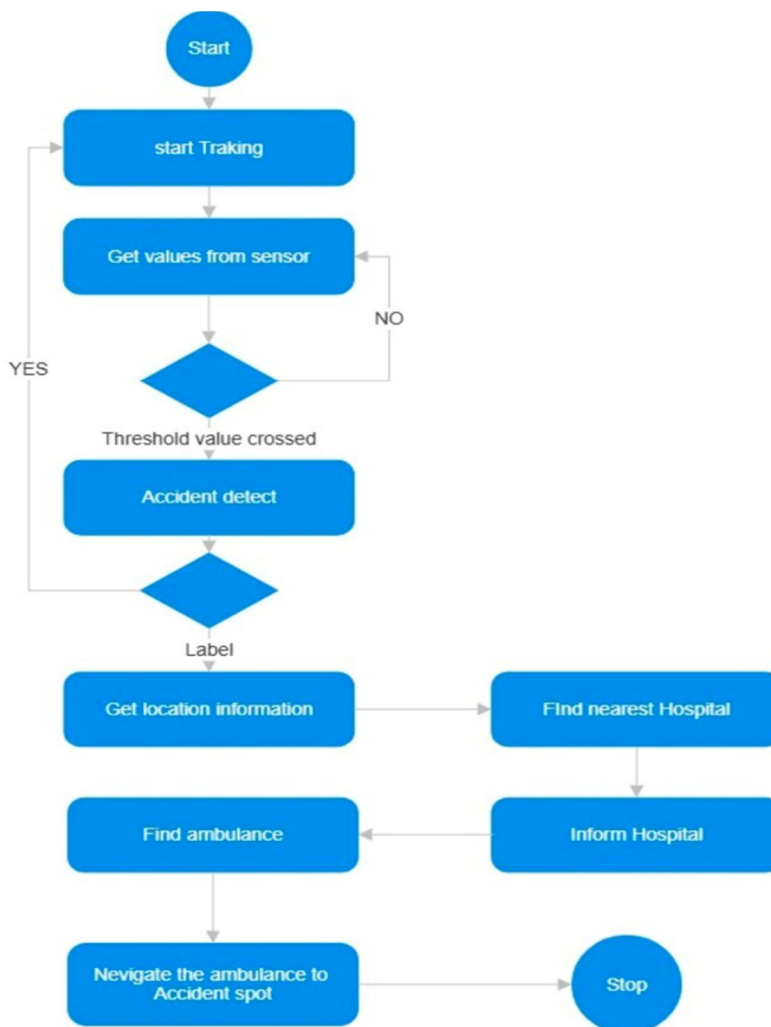 Start
start Traking
Get values from sensor
NO
YES
Threshold value crossed
Accident detect
Label
Get location information
FInd nearest Hospital
Find ambulance
Inform Hospital
Nevigate the ambulance to
Accident spot
Stop